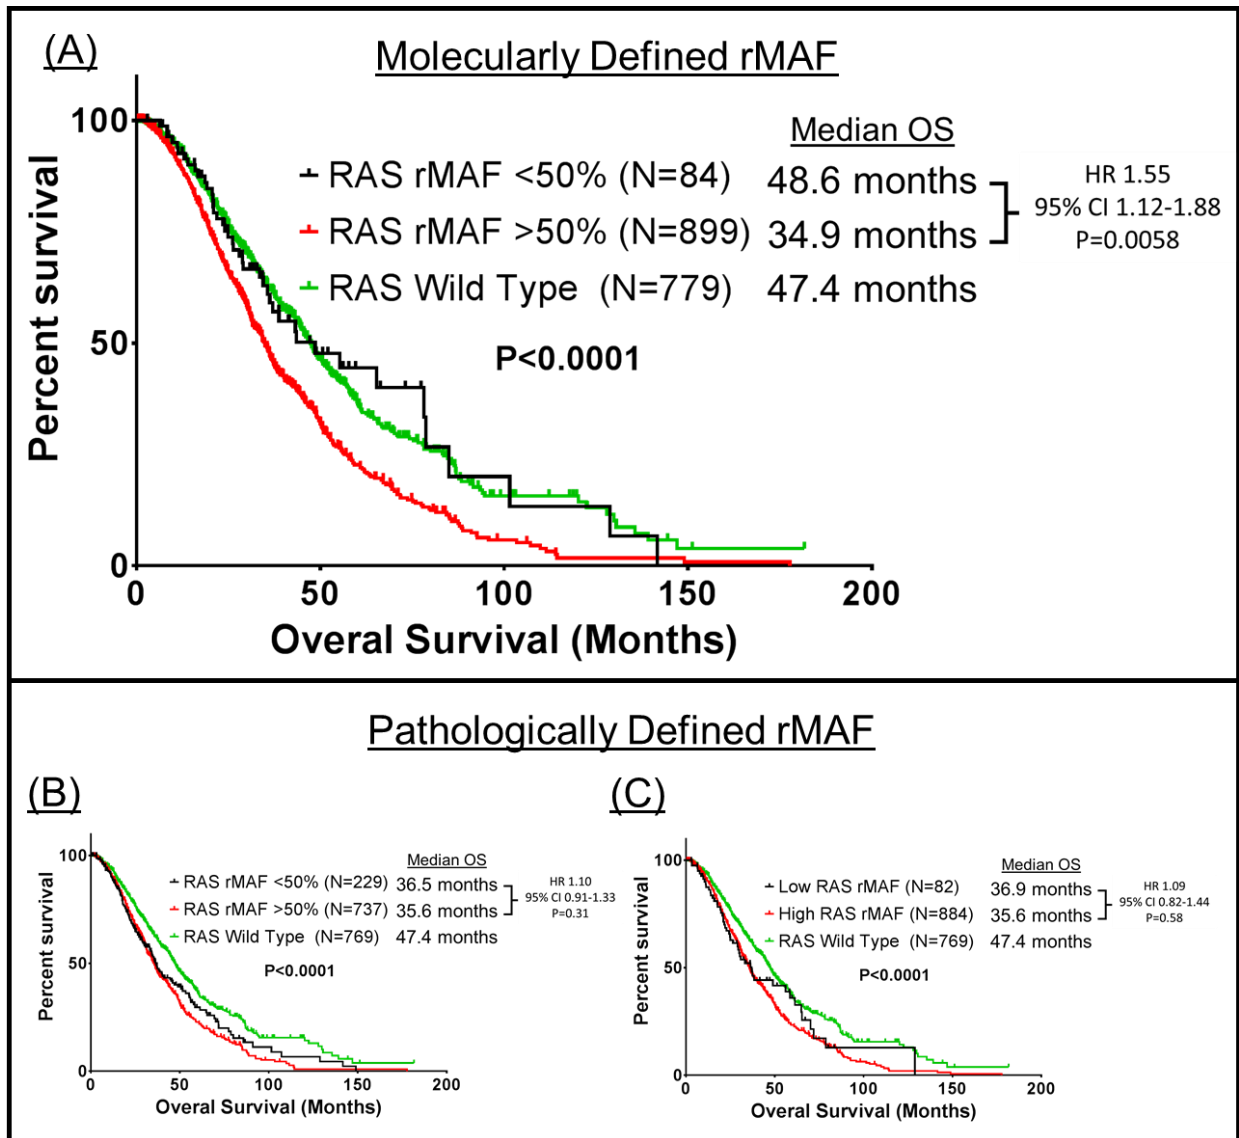 (A)
Molecularly Defined rMAF
Median OS
RAS rMAF <50% (N=84) 48.6 months
RAS rMAF >50% (N=899) 34.9 months
RAS Wild Type (N=779) 47.4 months
HR 1.55
95% CI 1.12-1.88
P=0.0058
P<0.0001
Percent survival
100
50
0
0 50 100 150 200
Overal Survival (Months)
Pathologically Defined rMAF
(B)
Median OS
RAS rMAF <50% (N=229) 36.5 months
RAS rMAF >50% (N=737) 35.6 months
RAS Wild Type (N=769) 47.4 months
HR 1.10
95% CI 0.91-1.33
P=0.31
P<0.0001
Percent survival
100
50
0
0 50 100 150 200
Overal Survival (Months)
(C)
Median OS
Low RAS rMAF (N=82) 36.9 months
High RAS rMAF (N=884) 35.6 months
RAS Wild Type (N=769) 47.4 months
HR 1.09
95% CI 0.82-1.44
P=0.58
P<0.0001
Percent survival
100
50
0
0 50 100 150 200
Overal Survival (Months)